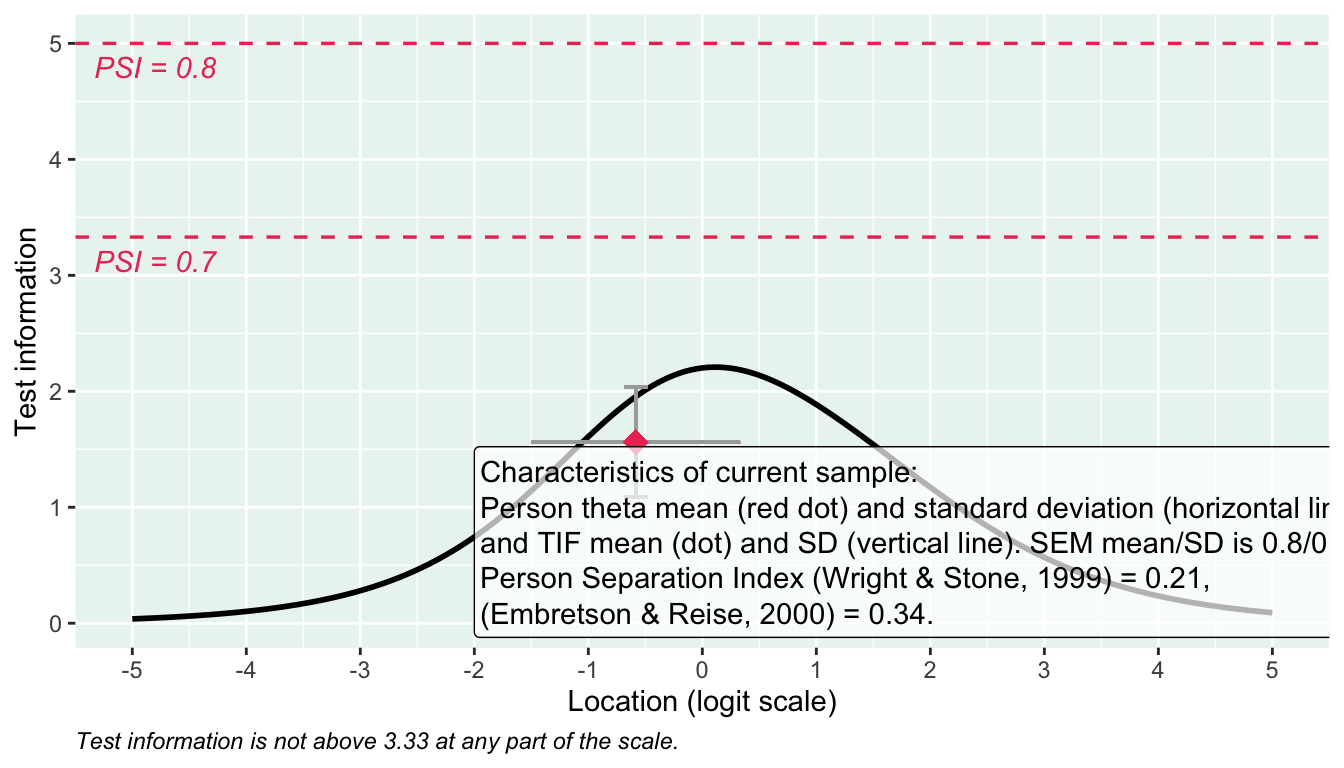 5
PSI = 0.8
4
PSI = 0.7
3
2
1
0
Test information
Characteristics of current sample:
Person theta mean (red dot) and standard deviation (horizontal
and TIF mean (dot) and SD (vertical line). SEM mean/SD is 0.8/0
Person Separation Index (Wright & Stone, 1999) = 0.21,
(Embretson & Reise, 2000) = 0.34.
-5 -4 -3 -2 -1 0 1 2 3 4 5
Location (logit scale)
Test information is not above 3.33 at any part of the scale.